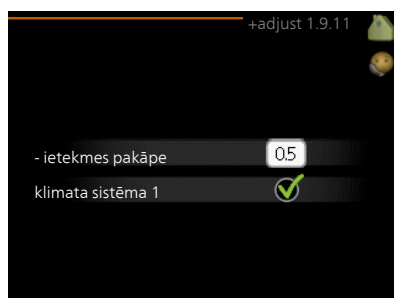 +adjust 1.9.11
- ietekmes pakāpe 0.5
klimata sistēma 1